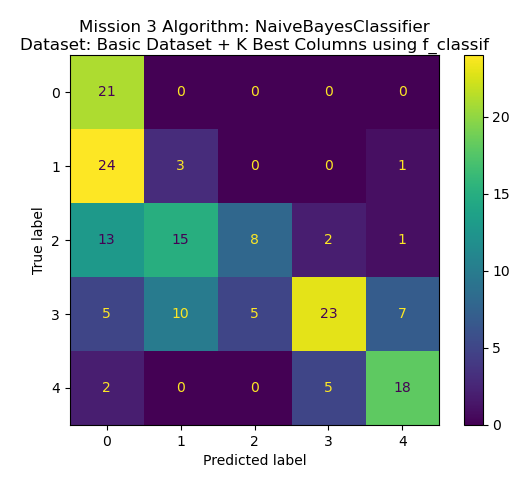 Mission 3 Algorithm: NaiveBayesClassifier
Dataset: Basic Dataset + K Best Columns using f_classif
0 21 0 0 0 0
1 24 3 0 0 1
2 13 15 8 2 1
3 5 10 5 23 7
4 2 0 0 5 18
0 1 2 3 4
True label
Predicted label
20
15
10
5
0